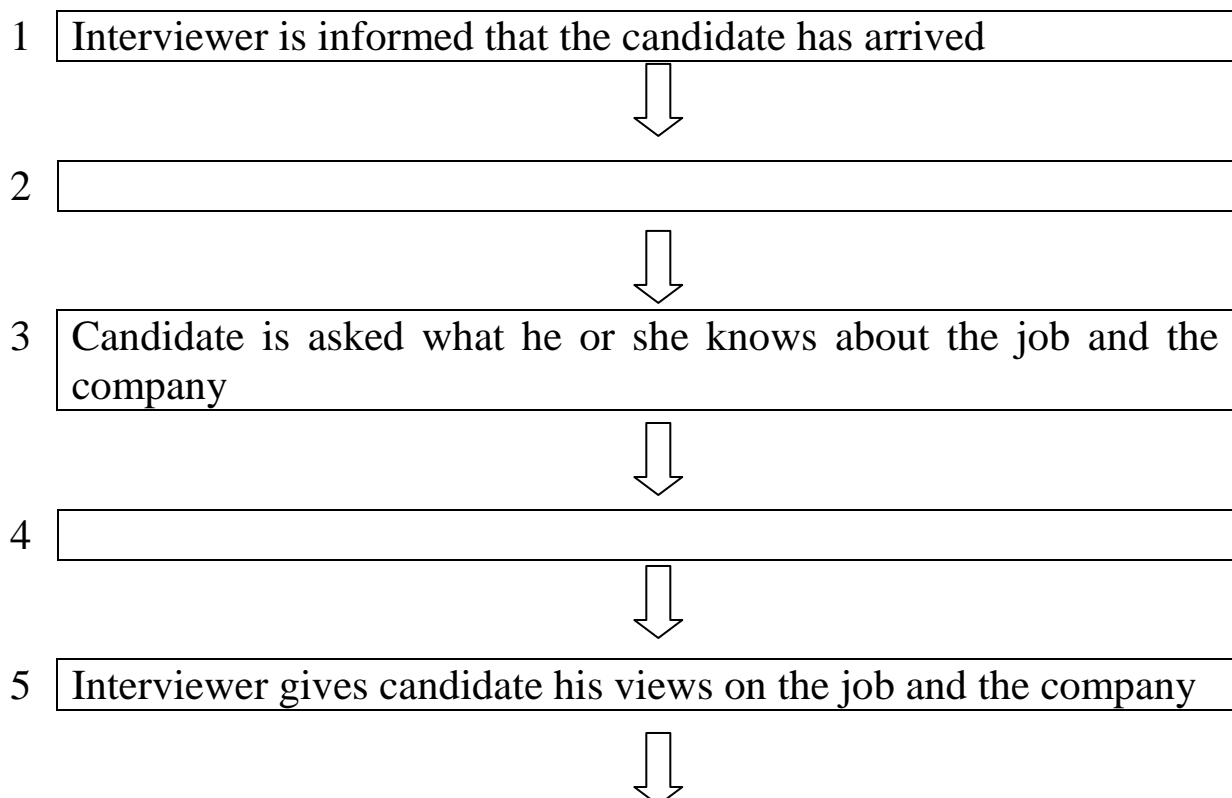 1 Interviewer is informed that the candidate has arrived
2
3 Candidate is asked what he or she knows about the job and the
company
4
5 Interviewer gives candidate his views on the job and the company